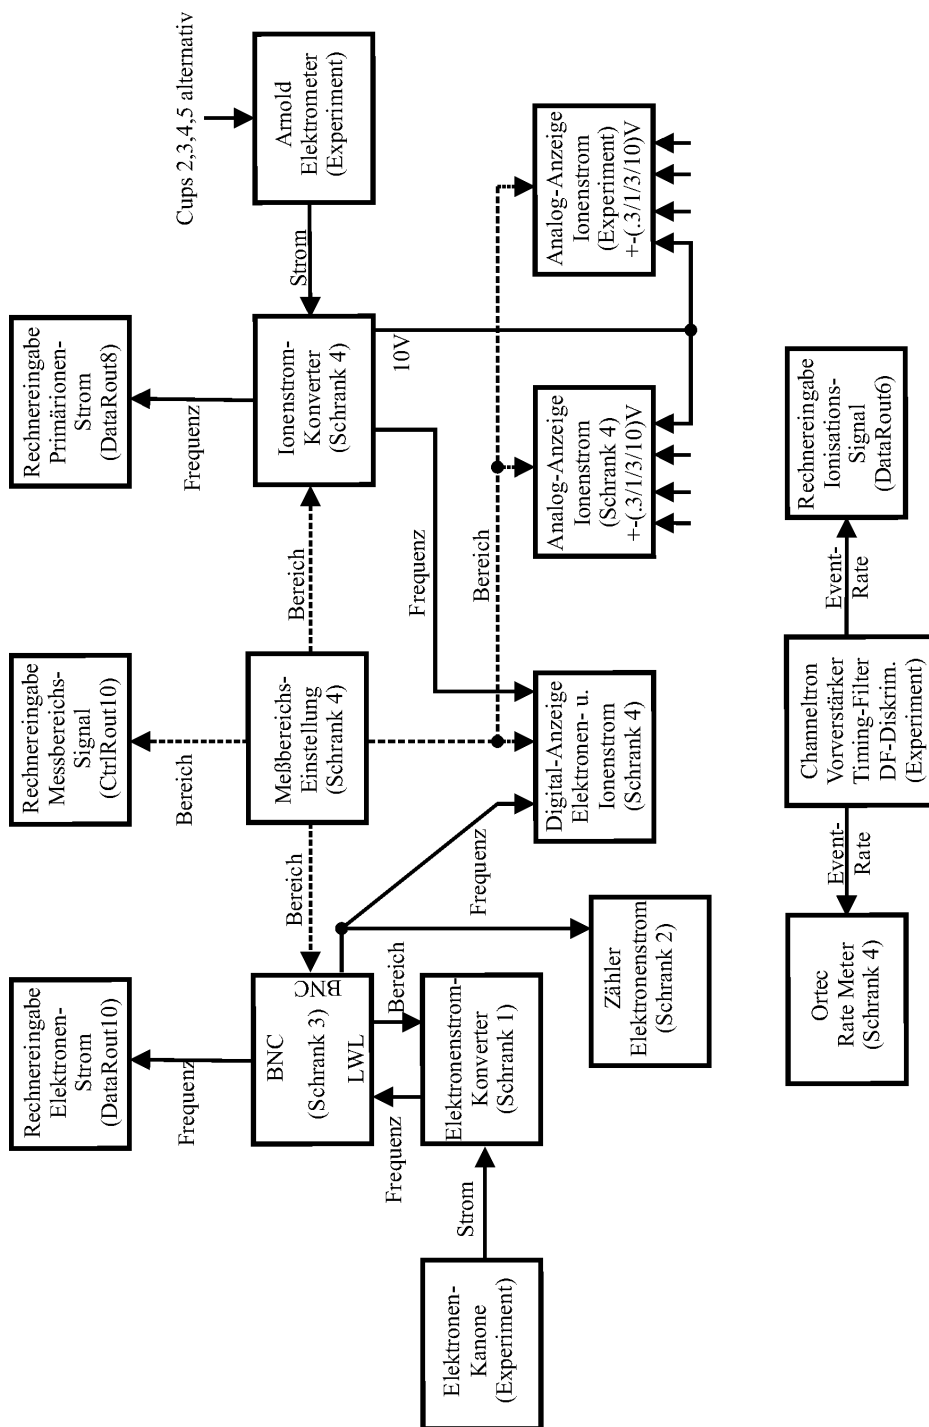 Rechnereingabe
Elektronen-
Strom
(DataRout10)
Rechnereingabe
Messbereichs-
Signal
(CtrlRout10)
Rechnereingabe
Primärionen-
Strom
(DataRout8)
Cups 2,3,4,5 alternativ
Frequenz
Bereich
Frequenz
BNC
(Schrank 3)
LWL
BNC
Bereich
Meßbereichs-
Einstellung
(Schrank 4)
Bereich
Ionenstrom-
Konverter
(Schrank 4)
Strom
Arnold
Elektrometer
(Experiment)
Frequenz
Bereich
10V
Elektronen-
Kanone
(Experiment)
Strom
Elektronenstrom-
Konverter
(Schrank 1)
Frequenz
Frequenz
Bereich
Zähler
Elektronenstrom
(Schrank 2)
Digital-Anzeige
Elektronen- u.
Ionenstrom
(Schrank 4)
Analog-Anzeige
Ionenstrom
(Schrank 4)
+-(.3/1/3/10)V
Analog-Anzeige
Ionenstrom
(Experiment)
+-(.3/1/3/10)V
Ortec
Rate Meter
(Schrank 4)
Event-
Rate
Channeltron
Vorverstärker
Timing-Filter
DF-Diskrim.
(Experiment)
Event-
Rate
Rechnereingabe
Ionisations-
Signal
(DataRout6)